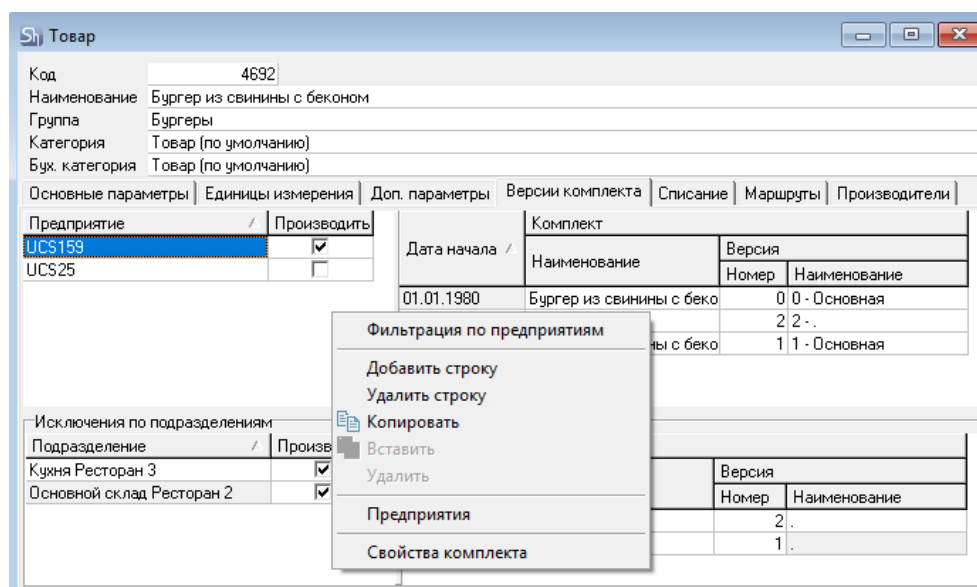 Sh Товар
Код 4692
Наименование Бургер из свинины с беконом
Группа Бургеры
Категория Товар (по умолчанию)
Бух. категория Товар (по умолчанию)
Основные параметры Единицы измерения Доп. параметры Версии комплекта Списание Маршруты Производители
Предприятие Производить
UCS159
UCS25
Дата начала Комплект
Наименование Версия
Номер Наименование
01.01.1980 Бургер из свинины с беко 0 0 - Основная
2 2 - .
ны с беко 1 1 - Основная
Фильтрация по предприятиям
Добавить строку
Удалить строку
Копировать
Вставить
Удалить
Предприятия
Свойства комплекта
Исключения по подразделениям
Подразделение Произв
Кухня Ресторан 3
Основной склад Ресторан 2
Версия
Номер Наименование
2 .
1 .